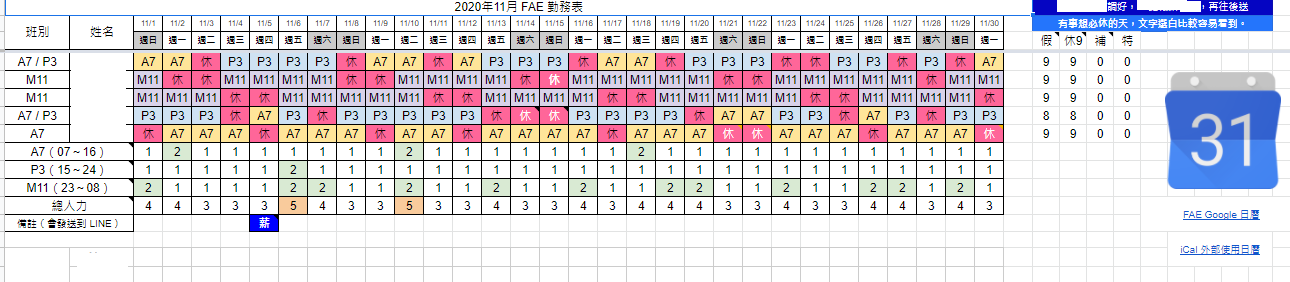 2020年11月 FAE 勤務表
調好， ，再往後送
有事想必休的天，文字選白比較容易看到。
班別 姓名 11/1 11/2 11/3 11/4 11/5 11/6 11/7 11/8 11/9 11/10 11/11 11/12 11/13 11/14 11/15 11/16 11/17 11/18 11/19 11/20 11/21 11/22 11/23 11/24 11/25 11/26 11/27 11/28 11/29 11/30
週日 週一 週二 週三 週四 週五 週六 週日 週一 週二 週三 週四 週五 週六 週日 週一 週二 週三 週四 週五 週六 週日 週一 週二 週三 週四 週五 週六 週日 週一 假 休9 補 特
A7 / P3 A7 A7 休 P3 P3 P3 P3 休 A7 A7 休 A7 P3 P3 P3 A7 休 A7 休 P3 P3 P3 休 休 P3 P3 休 P3 休 A7 9 9 0 0
M11 M11 休 休 M11 M11 M11 M11 休 休 M11 M11 M11 M11 休 休 M11 M11 M11 M11 M11 休 休 M11 M11 M11 M11 M11 休 M11 M11 9 9 0 0
M11 M11 M11 M11 休 休 M11 M11 M11 M11 M11 休 休 M11 M11 M11 M11 休 休 M11 M11 M11 M11 M11 休 休 M11 M11 M11 M11 休 9 9 0 0
A7 / P3 P3 P3 P3 休 A7 P3 休 P3 P3 P3 P3 P3 休 休 休 P3 P3 P3 P3 休 A7 A7 P3 P3 休 A7 P3 休 P3 P3 8 8 0 0
A7 休 A7 A7 A7 休 A7 A7 A7 休 A7 A7 休 A7 A7 A7 休 A7 A7 A7 A7 休 休 A7 A7 A7 休 A7 A7 A7 休 9 9 0 0
A7（07～16） 1 2 1 1 1 1 1 1 1 2 1 1 1 1 1 1 1 2 1 1 1 1 1 1 1 1 1 1 1 1
P3（15～24） 1 1 1 1 1 2 1 1 1 1 1 1 1 1 1 1 1 1 1 1 1 1 1 1 1 1 1 1 1 1
M11（23～08） 2 1 1 1 1 2 2 1 1 2 1 1 2 1 1 2 1 1 2 2 1 1 2 1 1 2 2 1 2 1
總人力 4 4 3 3 3 5 4 3 3 5 3 3 4 3 3 4 3 4 4 4 3 3 4 3 3 4 4 3 4 3
備註（會發送到 LINE） 薪
31
FAE Google 日曆
iCal 外部使用日曆